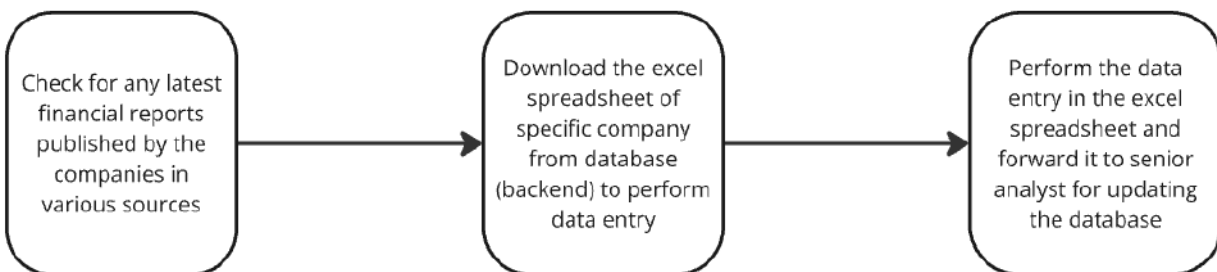 Check for any latest
financial reports
published by the
companies in
various sources
Download the excel
spreadsheet of
specific company
from database
(backend) to perform
data entry
Perform the data
entry in the excel
spreadsheet and
forward it to senior
analyst for updating
the database